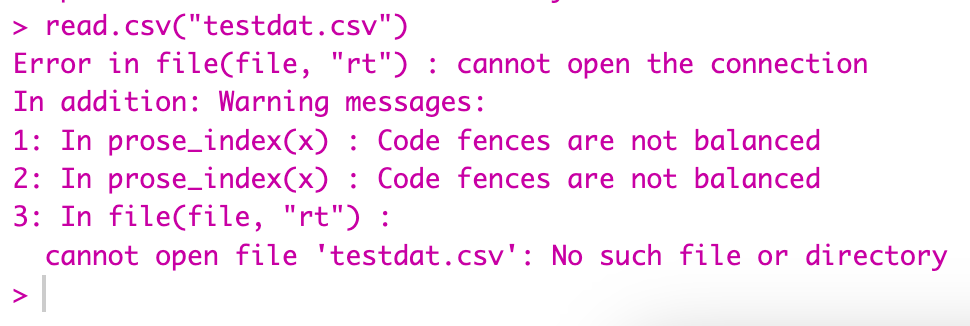 > read.csv("testdat.csv")
Error in file(file, "rt") : cannot open the connection
In addition: Warning messages:
1: In prose_index(x) : Code fences are not balanced
2: In prose_index(x) : Code fences are not balanced
3: In file(file, "rt") :
  cannot open file 'testdat.csv': No such file or directory
>